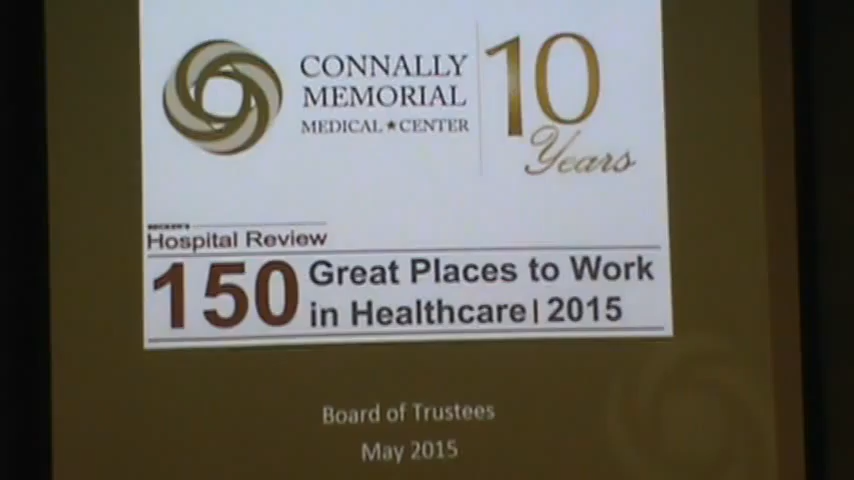 CONNALLY
MEMORIAL
MEDICAL★CENTER
10
Years
BECKER'S
Hospital Review
150 Great Places to Work
in Healthcare | 2015
Board of Trustees
May 2015